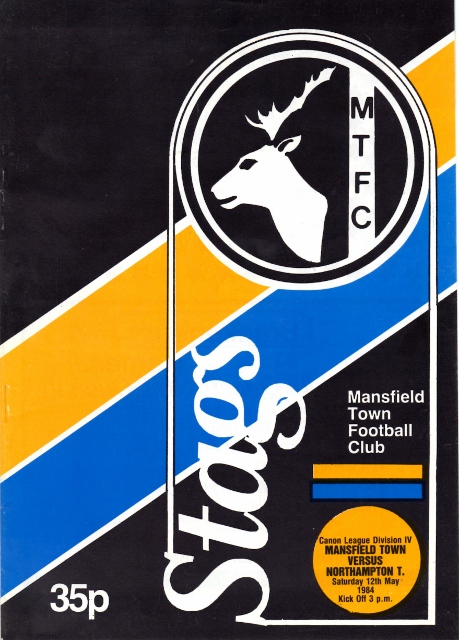 M
T
F
C
Stags
Mansfield
Town
Football
Club
Canon League Division IV
MANSFIELD TOWN
VERSUS
NORTHAMPTON T.
Saturday 12th May
1984
Kick Off 3 p.m.
35p